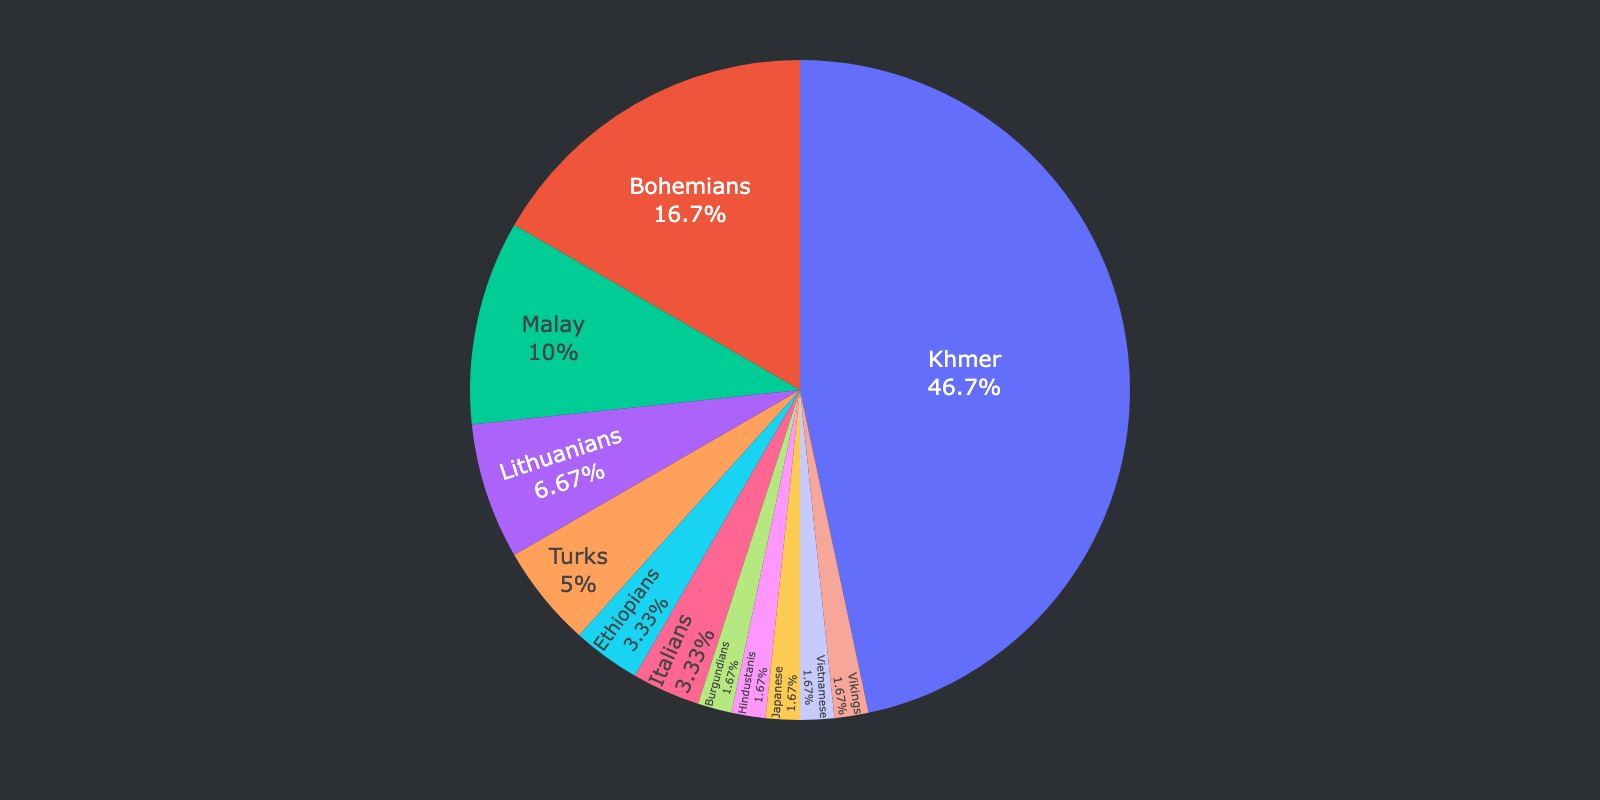 Bohemians
16.7%
Khmer
46.7%
Malay
10%
Lithuanians
6.67%
Turks
5%
Ethiopians
3.33%
Italians
3.33%
Burgundians
1.67%
Hindustanis
1.67%
Japanese
1.67%
Vietnamese
1.67%
Vikings
1.67%